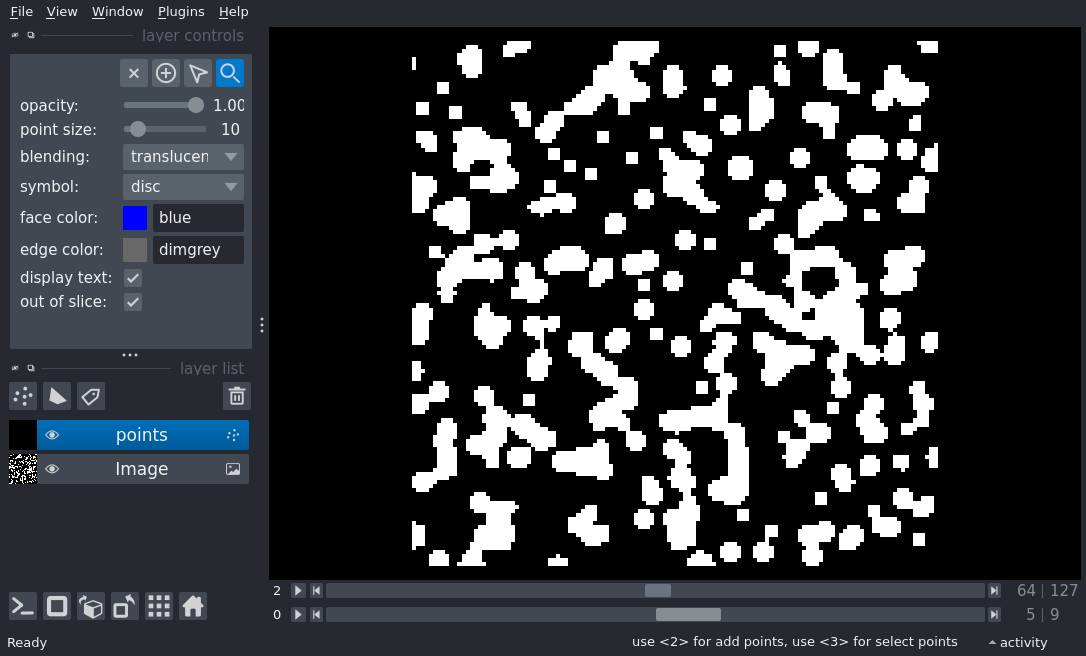 File View Window Plugins Help
layer controls
opacity: 1.00
point size: 10
blending: translucen
symbol: disc
face color: blue
edge color: dimgrey
display text:
out of slice:
layer list
points
Image
2 64 | 127
0 5 | 9
Ready use <2> for add points, use <3> for select points activity